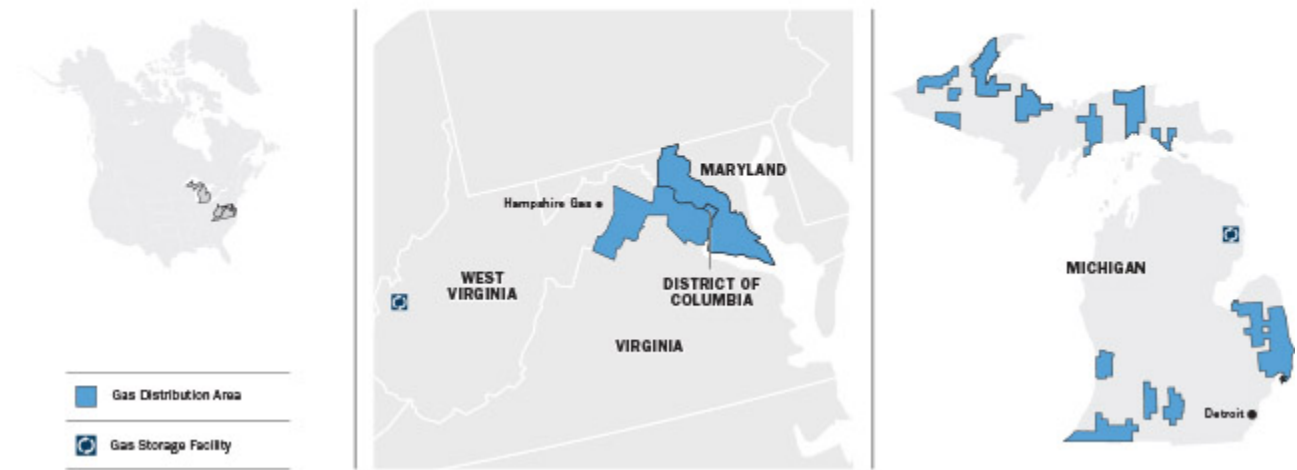 Gas Distribution Area
Gas Storage Facility
MARYLAND
Hampshire Gas
WEST
VIRGINIA
DISTRICT OF
COLUMBIA
VIRGINIA
MICHIGAN
Detroit